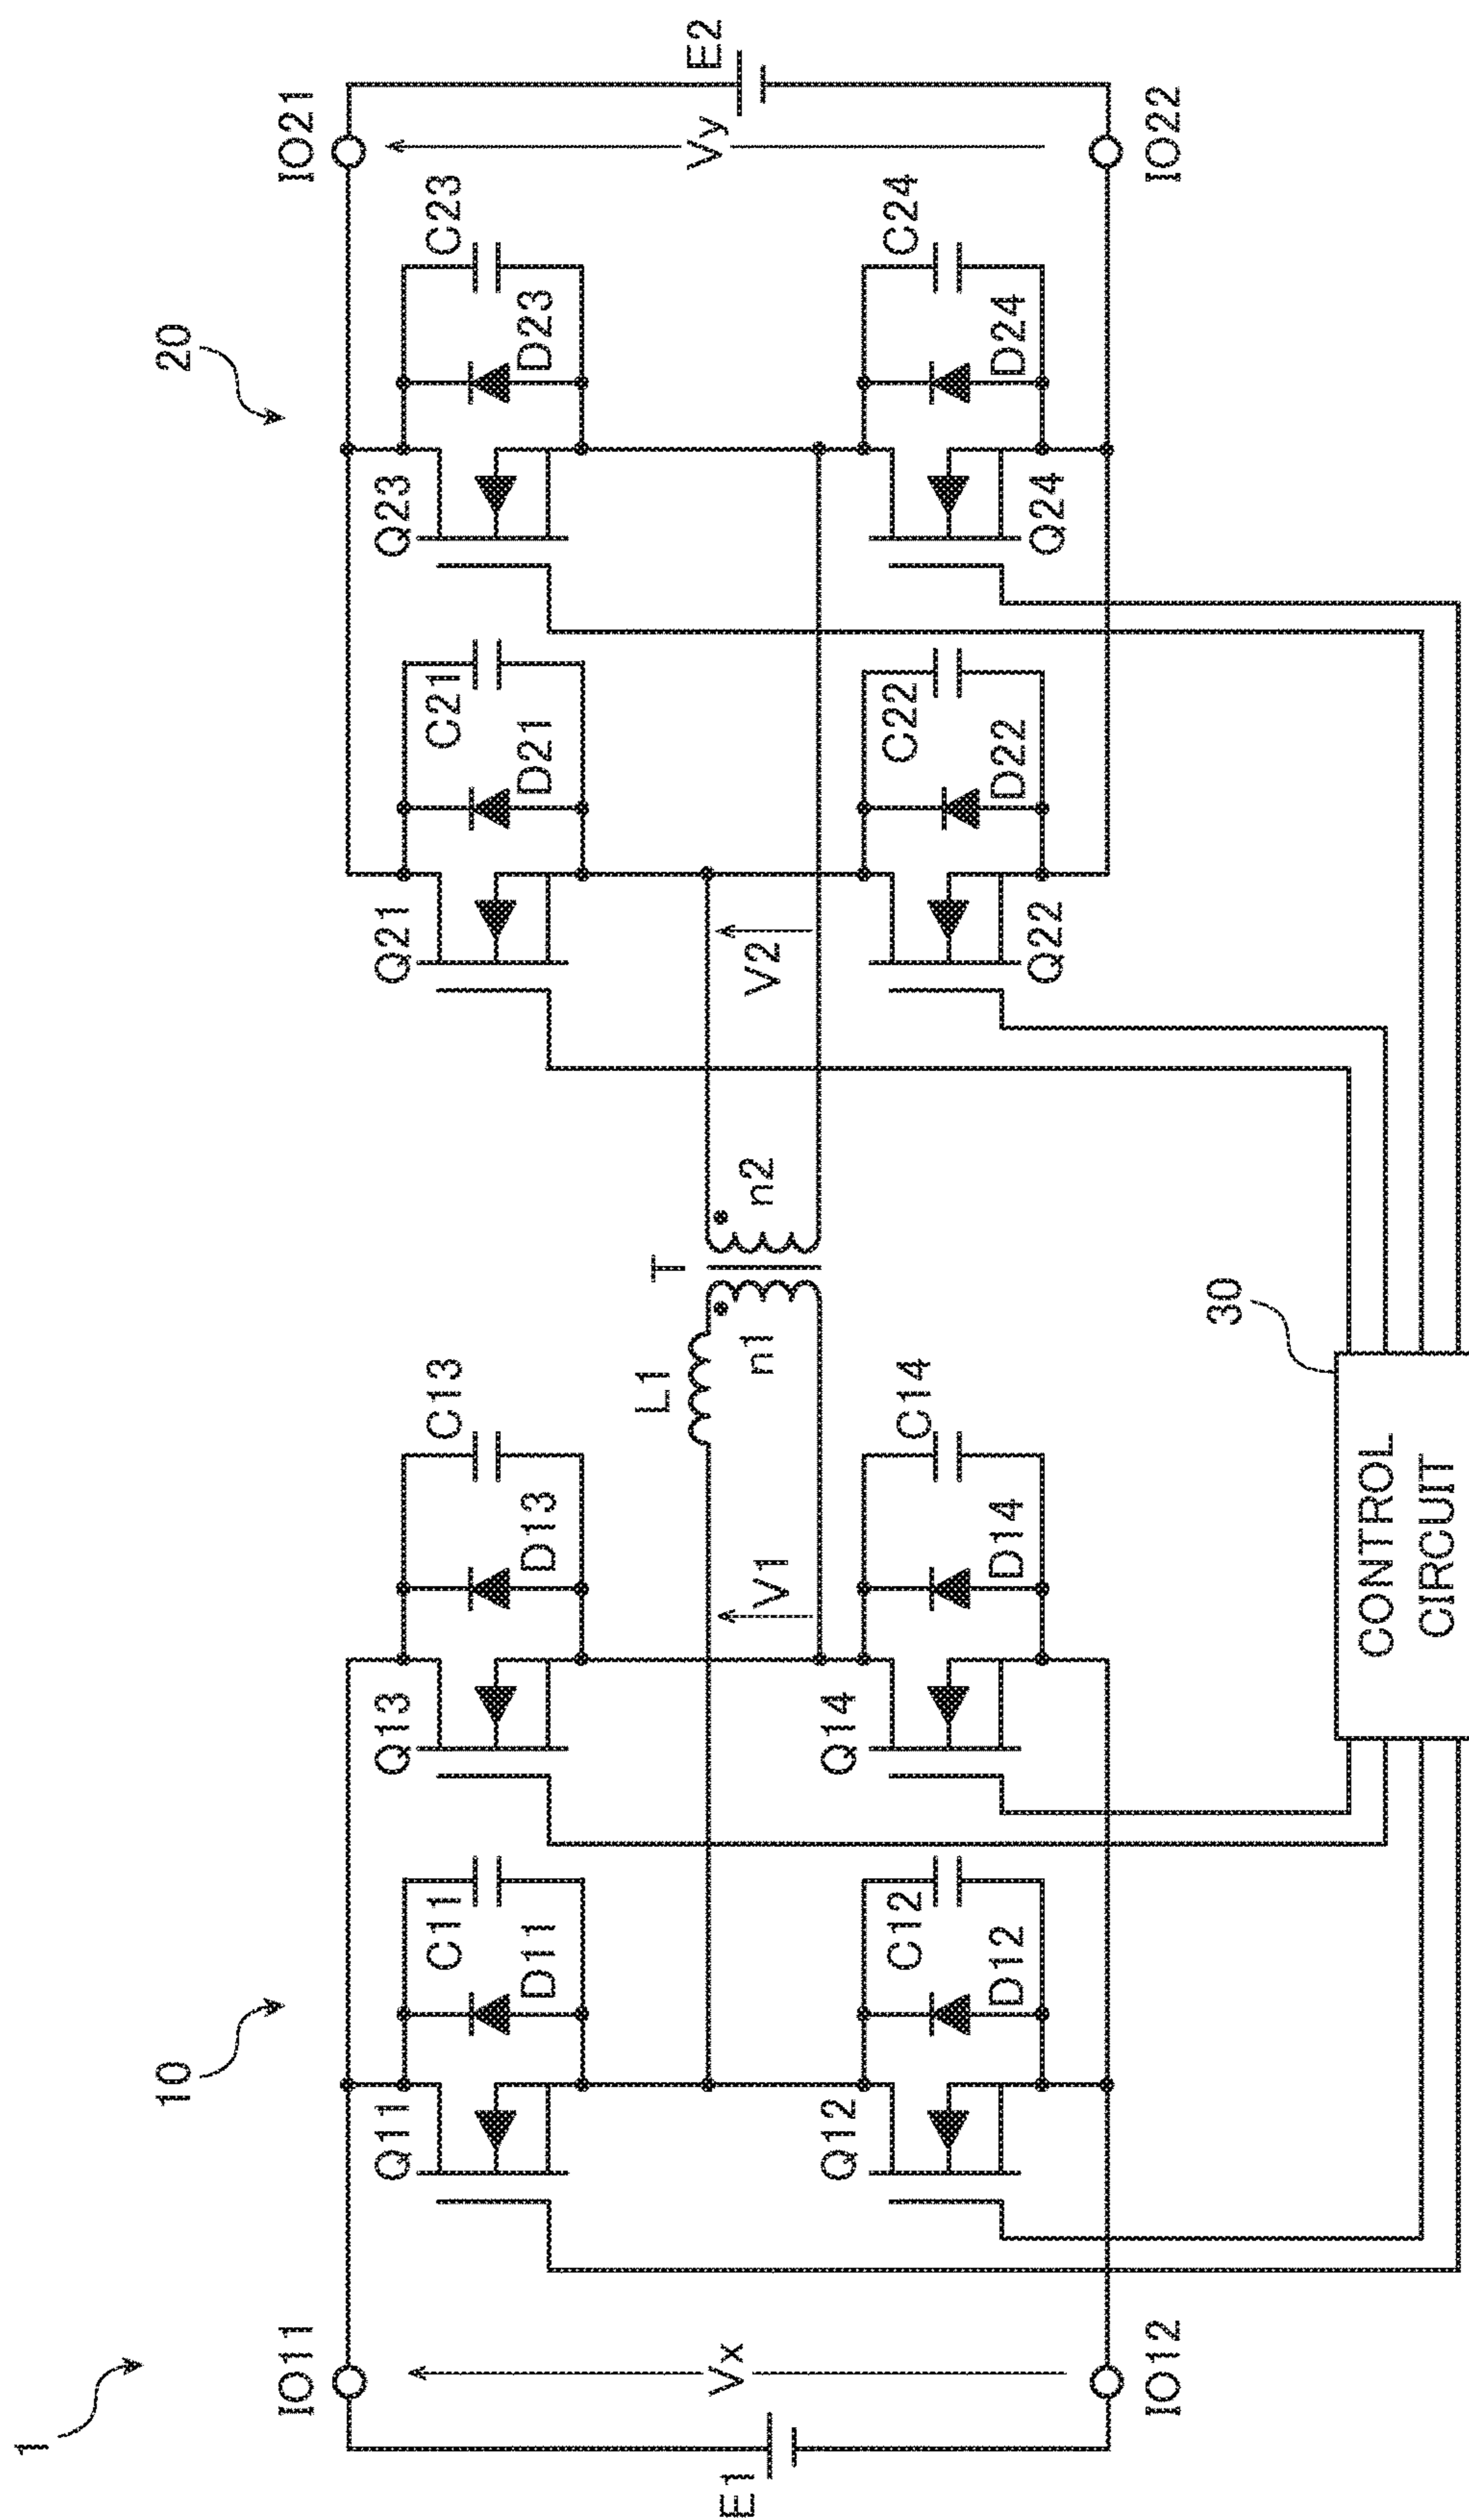 1
10
20
IO11
IO21
Q11
C11
D11
Q13
C13
D13
Q21
C21
D21
Q23
C23
D23
L1
T
E1
Vx
V1
n1
n2
V2
Vy
E2
Q12
C12
D12
Q14
C14
D14
Q22
C22
D22
Q24
C24
D24
IO12
IO22
30
CONTROL
CIRCUIT